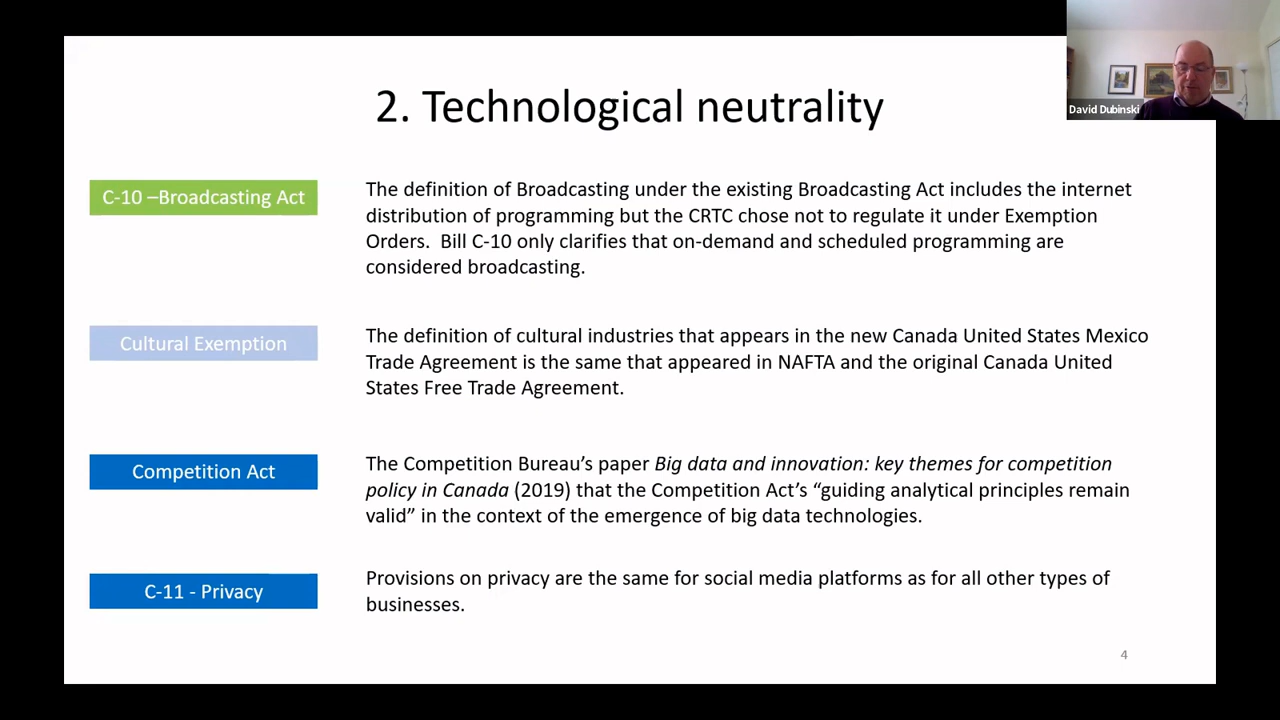 2. Technological neutrality
David Dubinski
C-10 –Broadcasting Act
The definition of Broadcasting under the existing Broadcasting Act includes the internet
distribution of programming but the CRTC chose not to regulate it under Exemption
Orders.  Bill C-10 only clarifies that on-demand and scheduled programming are
considered broadcasting.
Cultural Exemption
The definition of cultural industries that appears in the new Canada United States Mexico
Trade Agreement is the same that appeared in NAFTA and the original Canada United
States Free Trade Agreement.
Competition Act
The Competition Bureau’s paper Big data and innovation: key themes for competition
policy in Canada (2019) that the Competition Act’s “guiding analytical principles remain
valid” in the context of the emergence of big data technologies.
C-11 - Privacy
Provisions on privacy are the same for social media platforms as for all other types of
businesses.
4